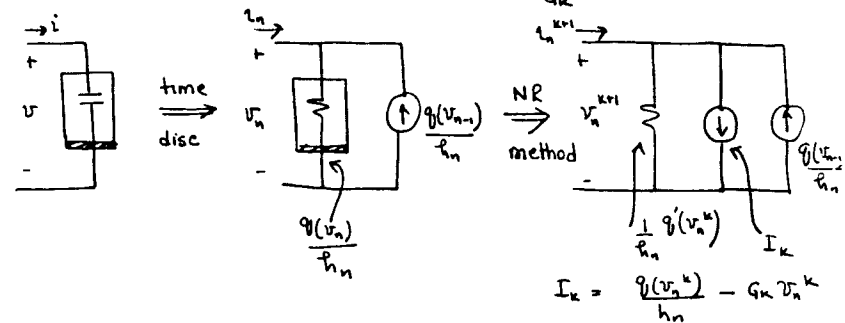 G_k
→ i
i_n
→
i_n^{k+1}
→
+
v
-
time
⇒
disc
+
v_n
-
↑
q(v_{n-1})
h_n
NR
⇒
method
+
v_n^{k+1}
-
↓
↑
q(v_{n-1}
h_n
q(v_n)
h_n
1
h_n
q'(v_n^k)
I_k
I_k = q(v_n^k) / h_n - G_k v_n^k